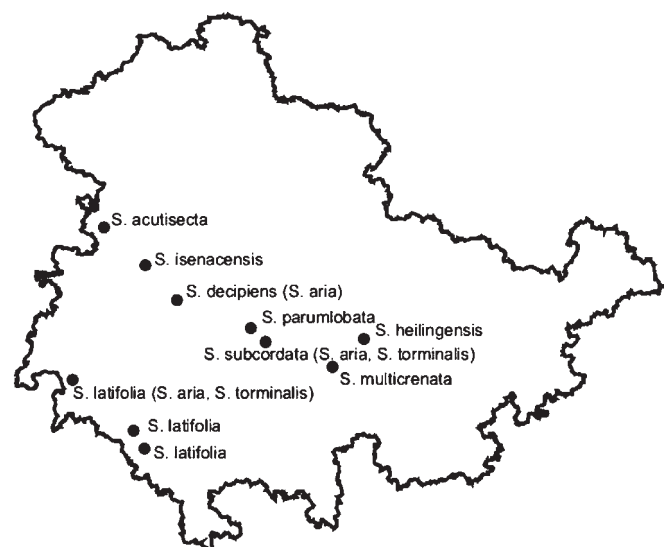 S. acutisecta
S. isenacensis
S. decipiens (S. aria)
S. parumlobata
S. heilingensis
S. subcordata (S. aria, S. torminalis)
S. multicrenata
S. latifolia (S. aria, S. torminalis)
S. latifolia
S. latifolia